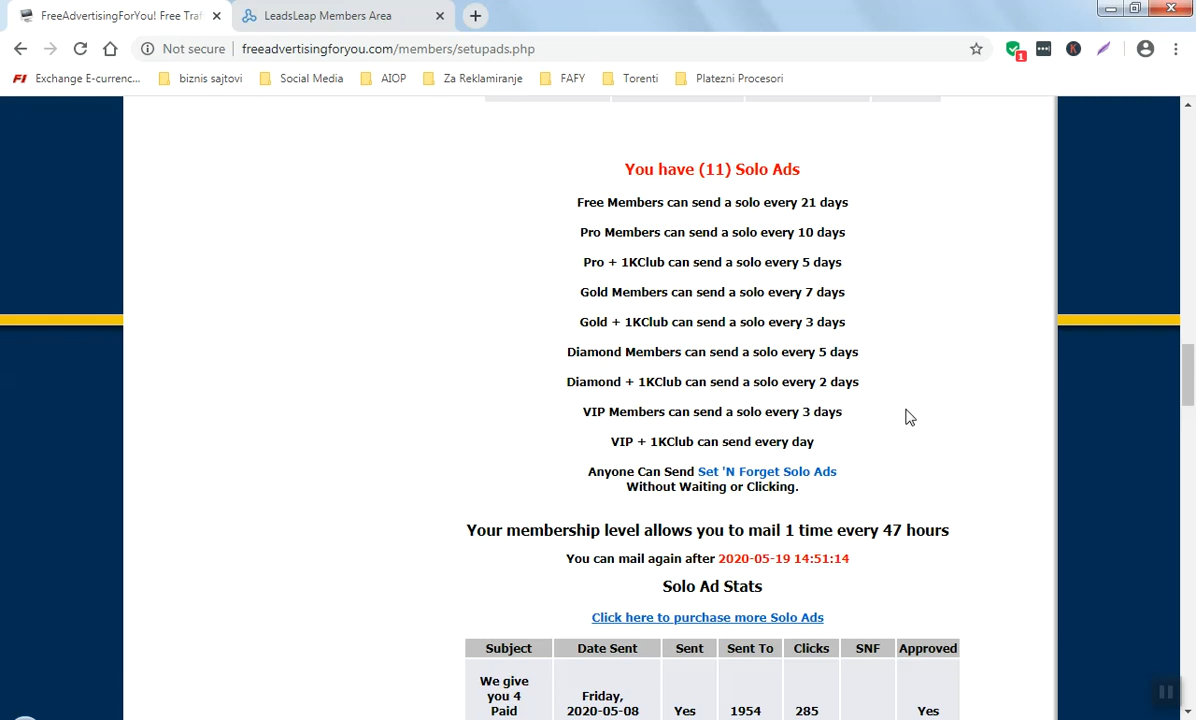 FreeAdvertisingForYou! Free Traf
LeadsLeap Members Area
Not secure
freeadvertisingforyou.com/members/setupads.php
1
K
FI Exchange E-currenc...
biznis sajtovi
Social Media
AIOP
Za Reklamiranje
FAFY
Torenti
Platezni Procesori
You have (11) Solo Ads
Free Members can send a solo every 21 days
Pro Members can send a solo every 10 days
Pro + 1KClub can send a solo every 5 days
Gold Members can send a solo every 7 days
Gold + 1KClub can send a solo every 3 days
Diamond Members can send a solo every 5 days
Diamond + 1KClub can send a solo every 2 days
VIP Members can send a solo every 3 days
VIP + 1KClub can send every day
Anyone Can Send Set 'N Forget Solo Ads
Without Waiting or Clicking.
Your membership level allows you to mail 1 time every 47 hours
You can mail again after 2020-05-19 14:51:14
Solo Ad Stats
Click here to purchase more Solo Ads
Subject Date Sent Sent Sent To Clicks SNF Approved
We give
you 4
Paid
Friday,
2020-05-08
Yes 1954 285 Yes